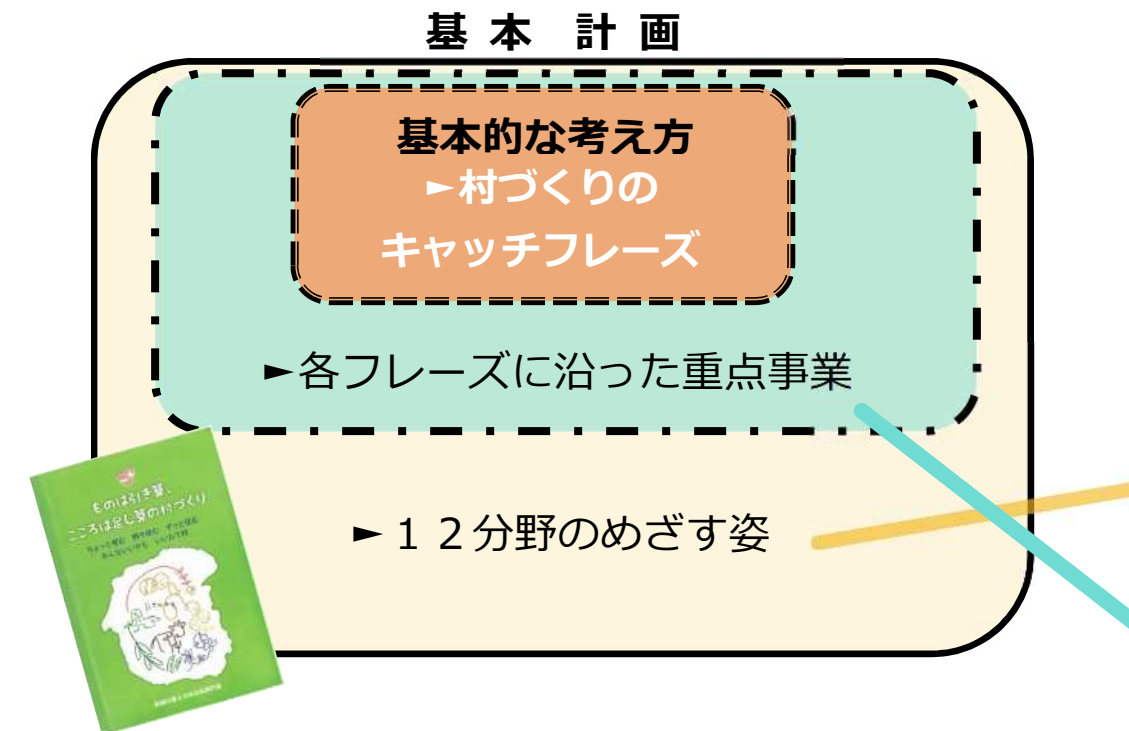 基本 計画
基本的な考え方
►村づくりの
キャッチフレーズ
►各フレーズに沿った重点事業
►１２分野のめざす姿
ものは引き算、
こころは足し算の村づくり